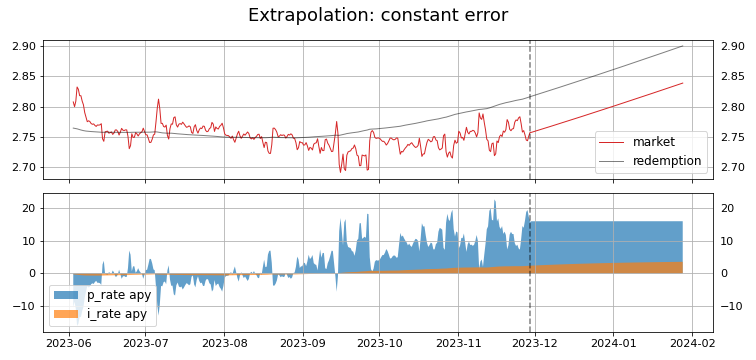 Extrapolation: constant error
2.90 2.90
2.85 2.85
2.80 2.80
2.75 2.75
2.70 2.70
market
redemption
20 20
10 10
0 0
−10 −10
p_rate apy
i_rate apy
2023-06 2023-07 2023-08 2023-09 2023-10 2023-11 2023-12 2024-01 2024-02